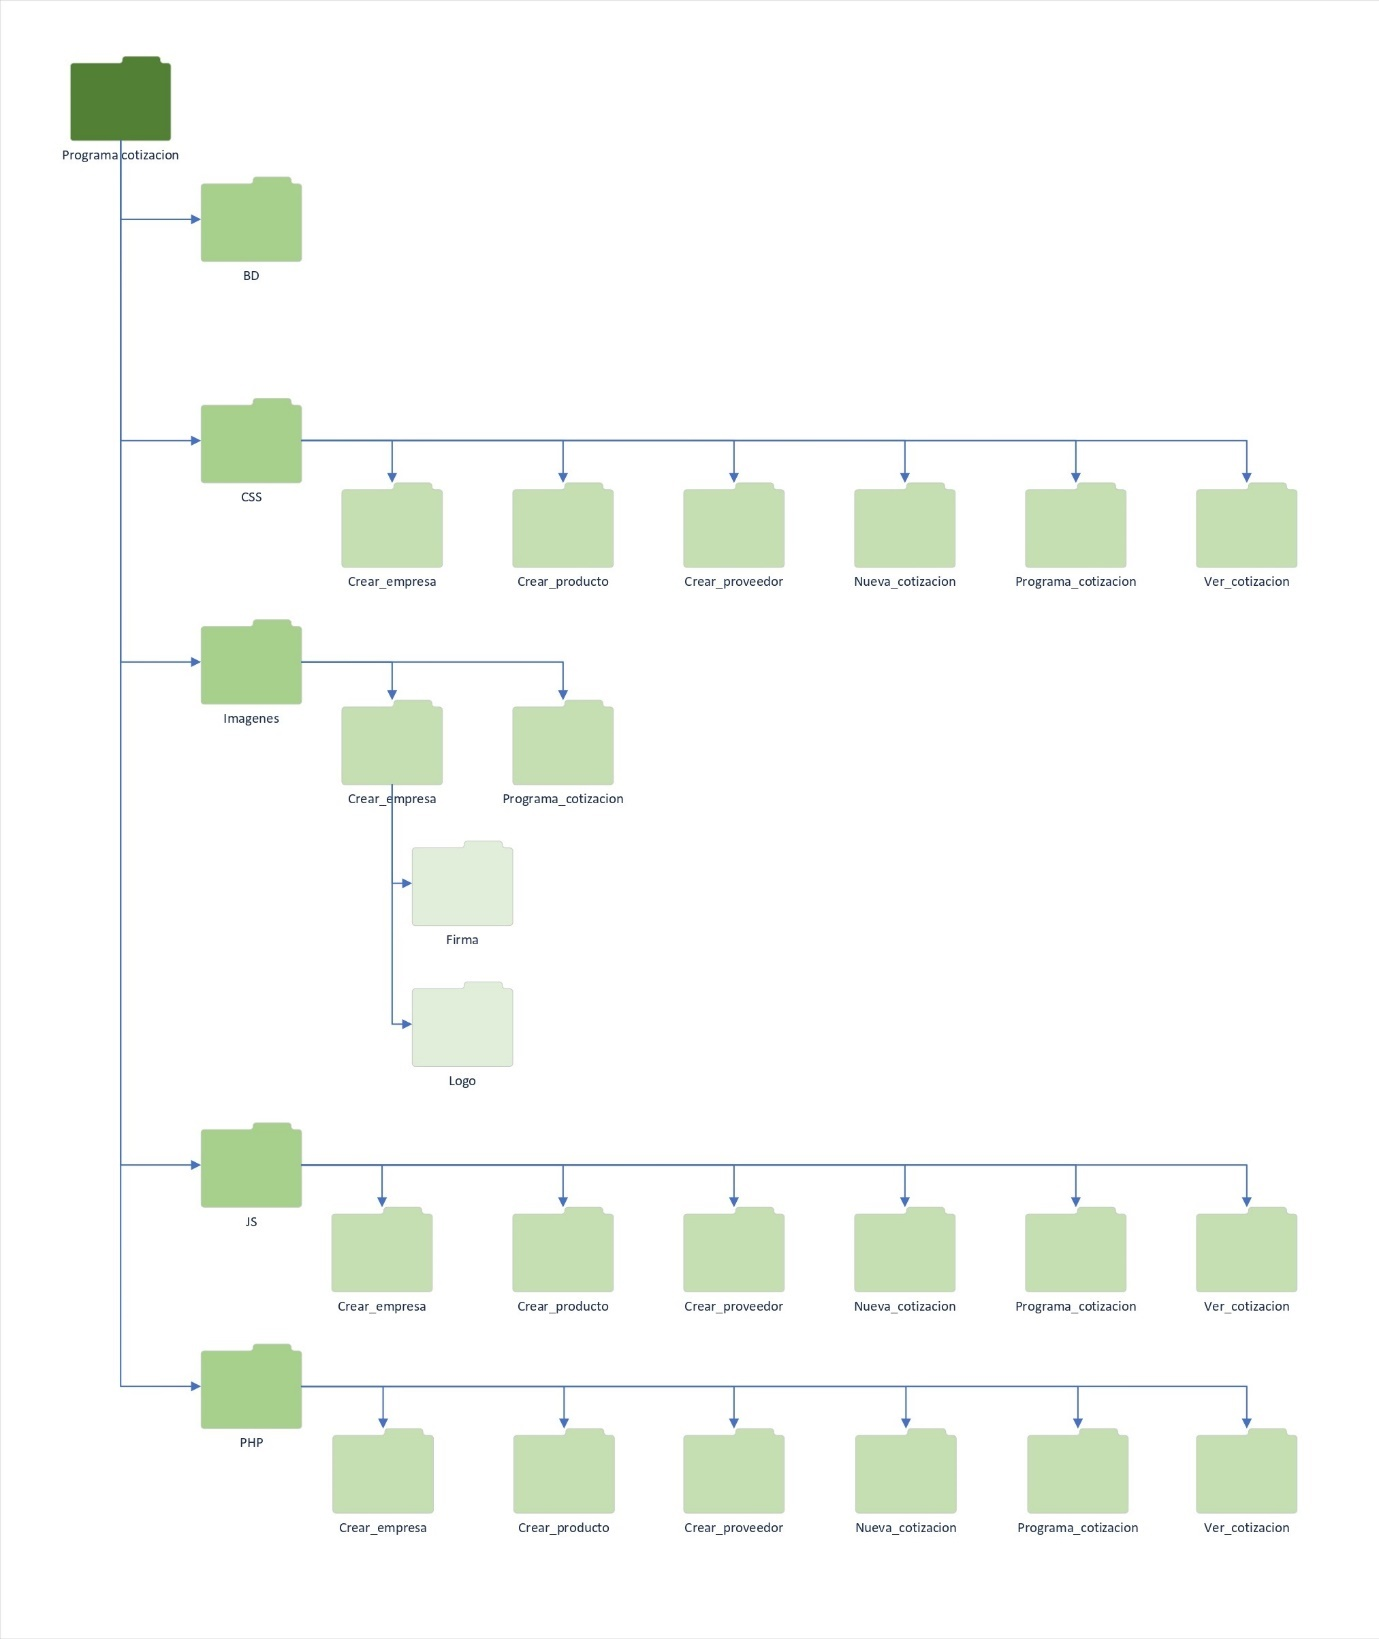 Programa cotizacion
BD
CSS
Crear_empresa
Crear_producto
Crear_proveedor
Nueva_cotizacion
Programa_cotizacion
Ver_cotizacion
Imagenes
Crear_empresa
Programa_cotizacion
Firma
Logo
JS
Crear_empresa
Crear_producto
Crear_proveedor
Nueva_cotizacion
Programa_cotizacion
Ver_cotizacion
PHP
Crear_empresa
Crear_producto
Crear_proveedor
Nueva_cotizacion
Programa_cotizacion
Ver_cotizacion